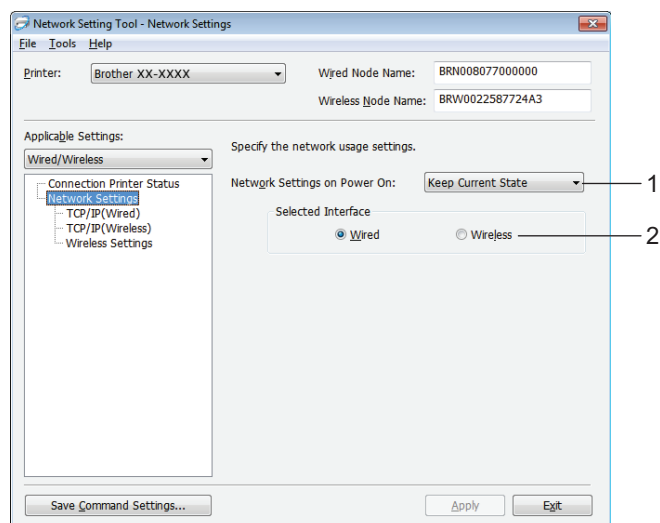 Network Setting Tool - Network Settings
File Tools Help
Printer: Brother XX-XXXX Wired Node Name: BRN008077000000
Wireless Node Name: BRW0022587724A3
Applicable Settings:
Wired/Wireless
Specify the network usage settings.
Connection Printer Status
Network Settings
TCP/IP(Wired)
TCP/IP(Wireless)
Wireless Settings
Network Settings on Power On: Keep Current State 1
Selected Interface
Wired Wireless 2
Save Command Settings... Apply Exit